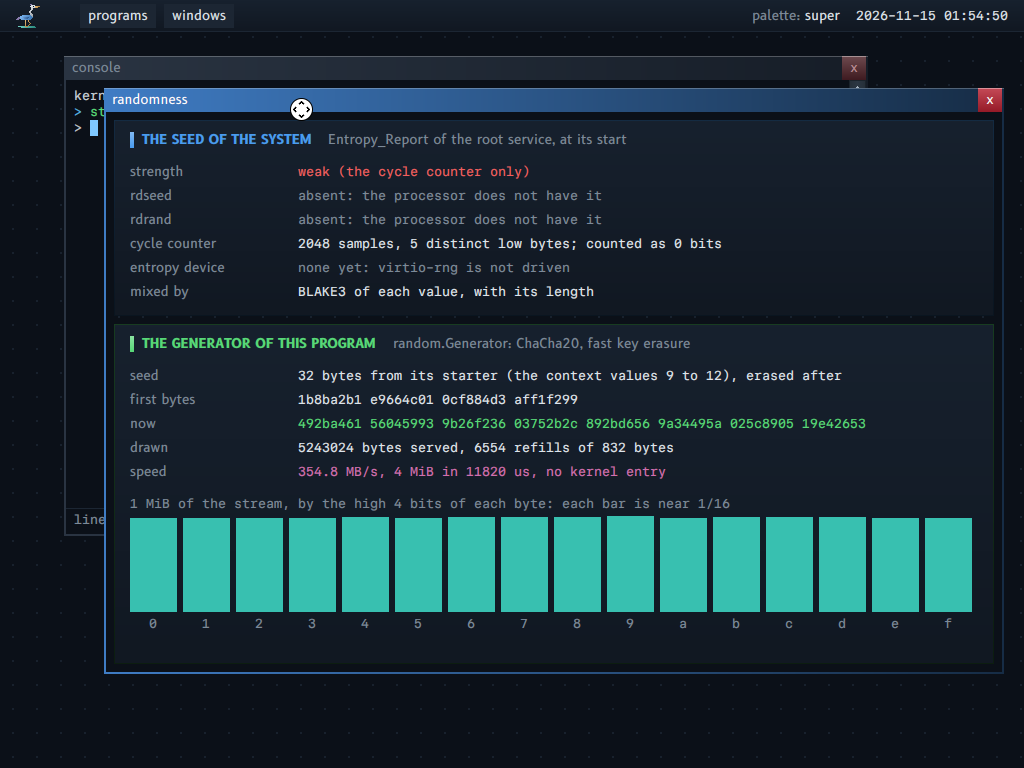 programs windows palette: super 2026-11-15 01:54:50
console x
kern
> st
>
line
randomness x
THE SEED OF THE SYSTEM Entropy_Report of the root service, at its start
strength weak (the cycle counter only)
rdseed absent: the processor does not have it
rdrand absent: the processor does not have it
cycle counter 2048 samples, 5 distinct low bytes; counted as 0 bits
entropy device none yet: virtio-rng is not driven
mixed by BLAKE3 of each value, with its length
THE GENERATOR OF THIS PROGRAM random.Generator: ChaCha20, fast key erasure
seed 32 bytes from its starter (the context values 9 to 12), erased after
first bytes 1b8ba2b1 e9664c01 0cf884d3 aff1f299
now 492ba461 56045993 9b26f236 03752b2c 892bd656 9a34495a 025c8905 19e42653
drawn 5243024 bytes served, 6554 refills of 832 bytes
speed 354.8 MB/s, 4 MiB in 11820 us, no kernel entry
1 MiB of the stream, by the high 4 bits of each byte: each bar is near 1/16
0 1 2 3 4 5 6 7 8 9 a b c d e f